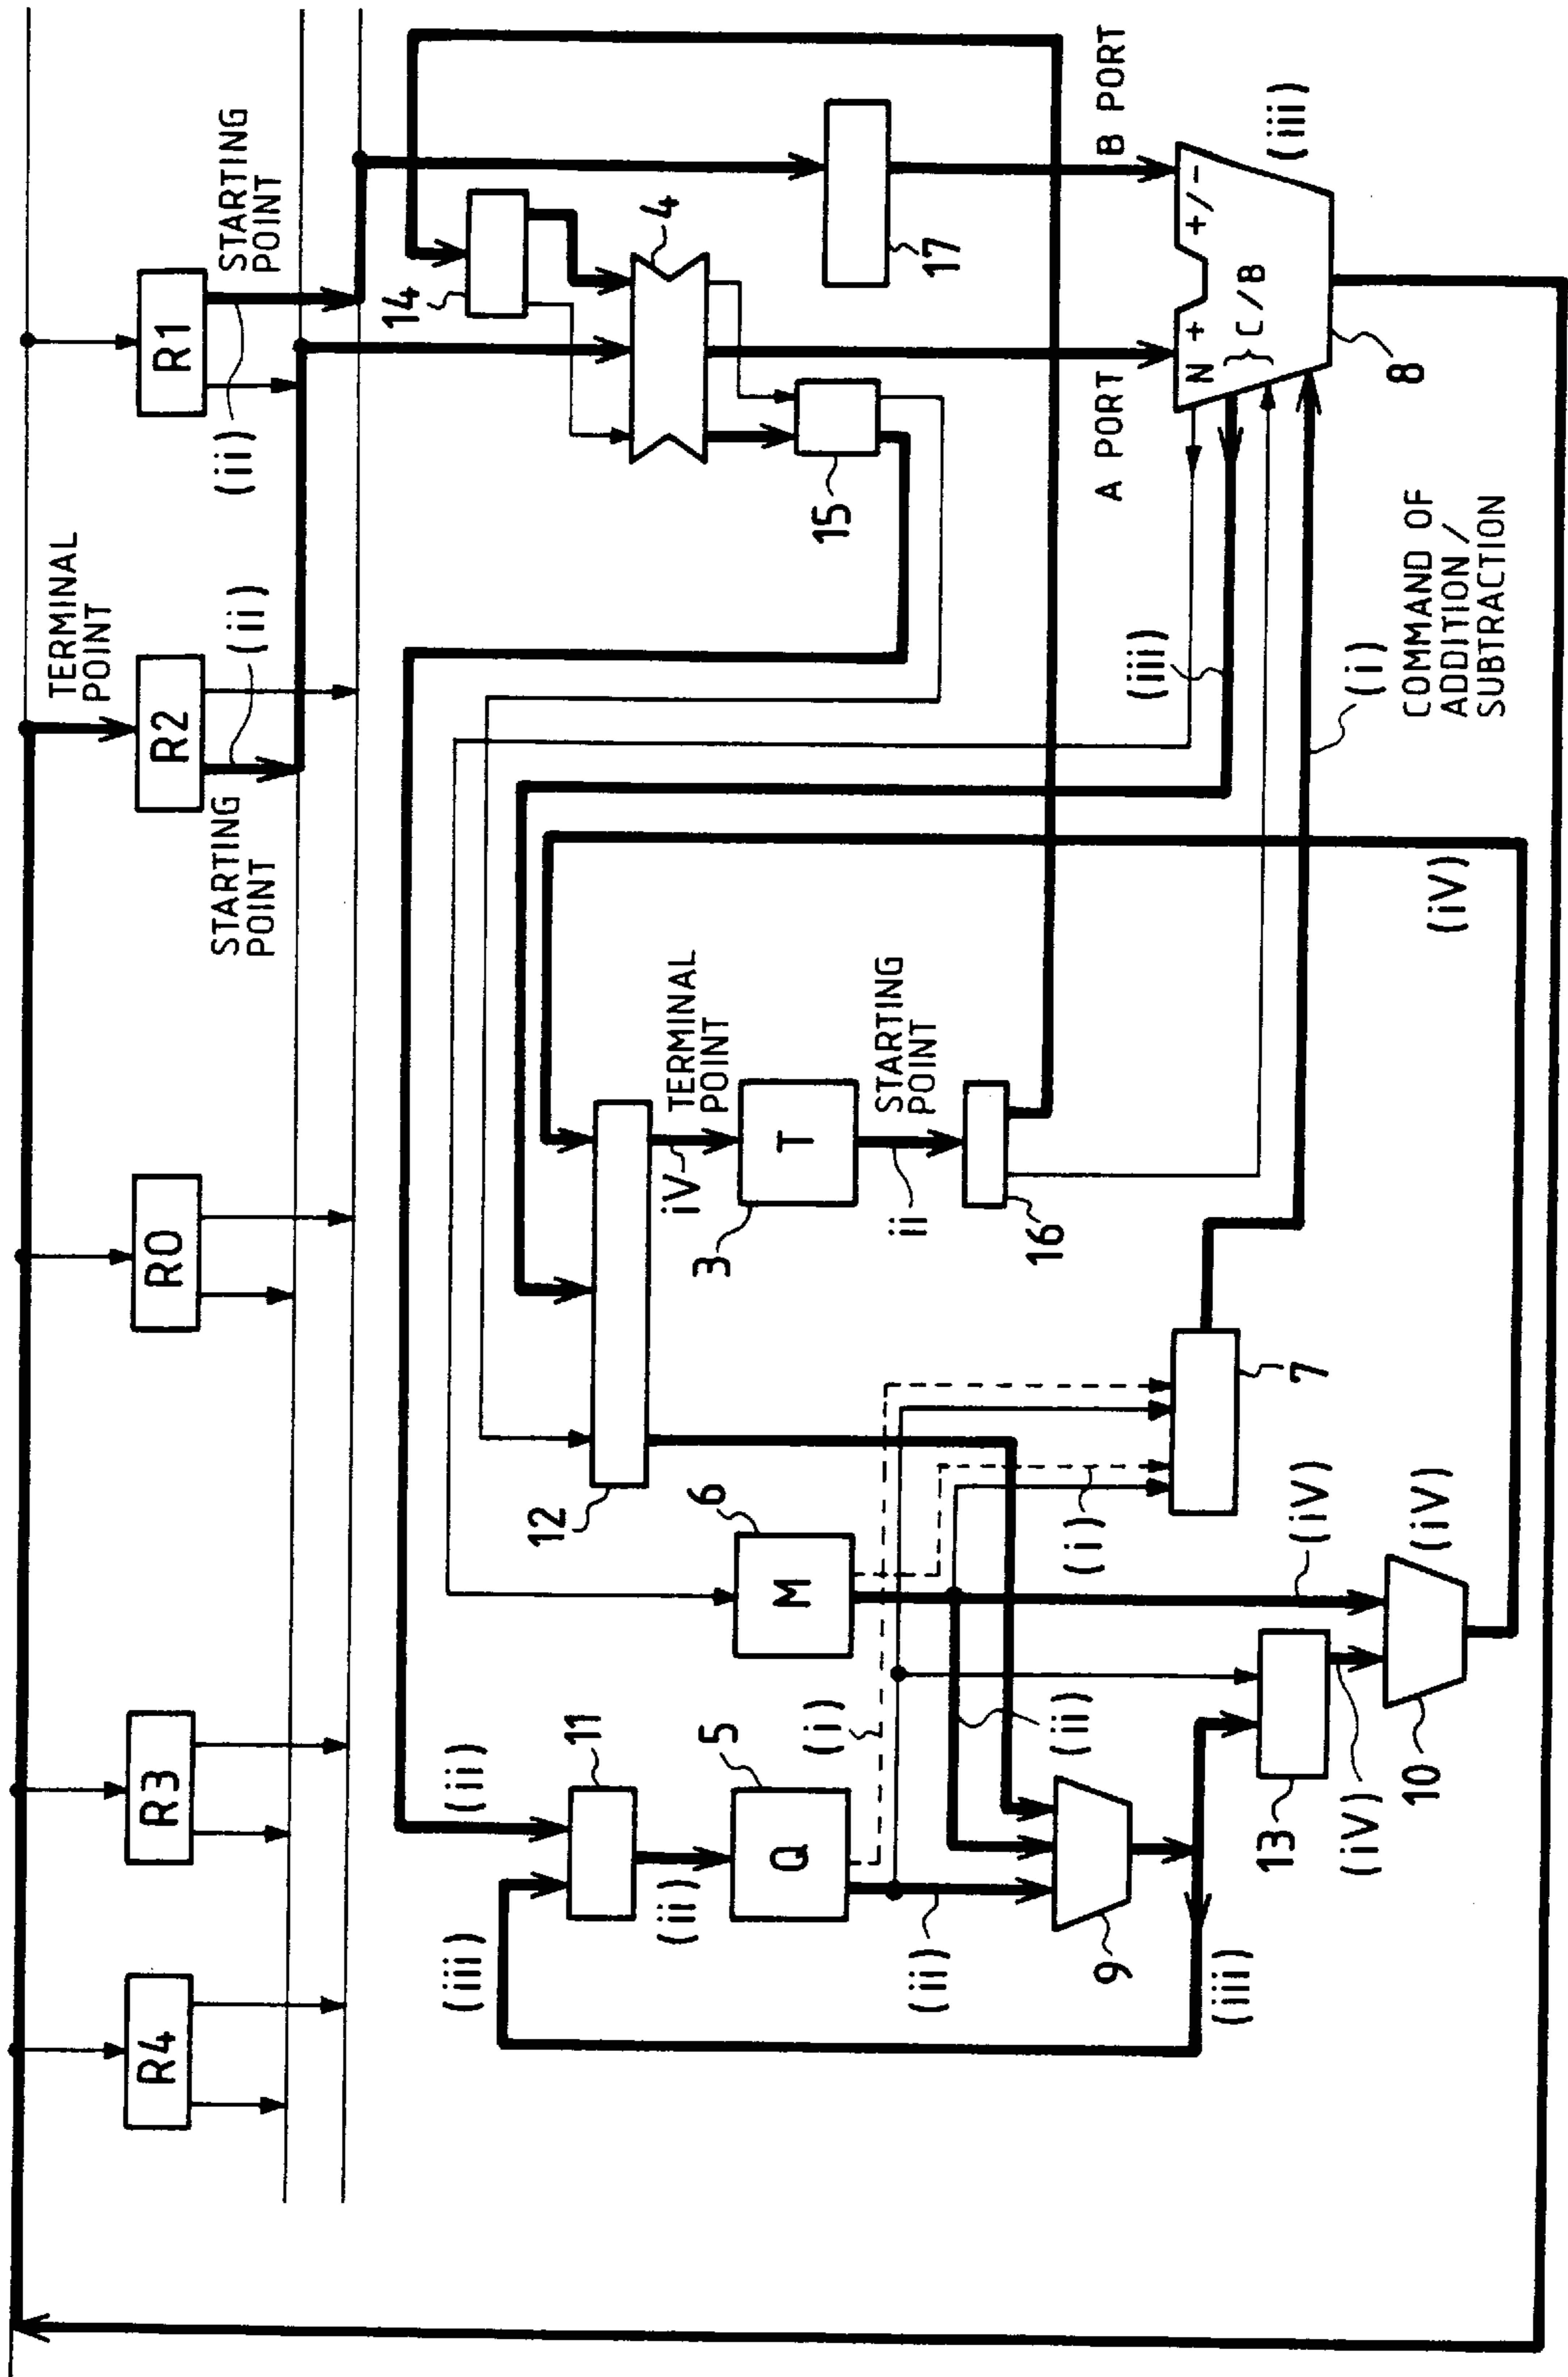 R4
R3
R0
R2
R1
TERMINAL
POINT
STARTING
POINT
(ii)
STARTING
POINT
(ii)
14
4
15
17
A PORT
B PORT
N + +/-
} C/B
8
(iii)
(iii)
(i)
COMMAND OF
ADDITION /
SUBTRACTION
(iii)
(ii)
11
(ii)
Q
5
(i)
(ii)
9
(iii)
M
6
(ii)
(i)
12
iV
TERMINAL
POINT
T
3
ii
STARTING
POINT
16
7
13
(iV)
10
(iV)
(iV)
(iV)